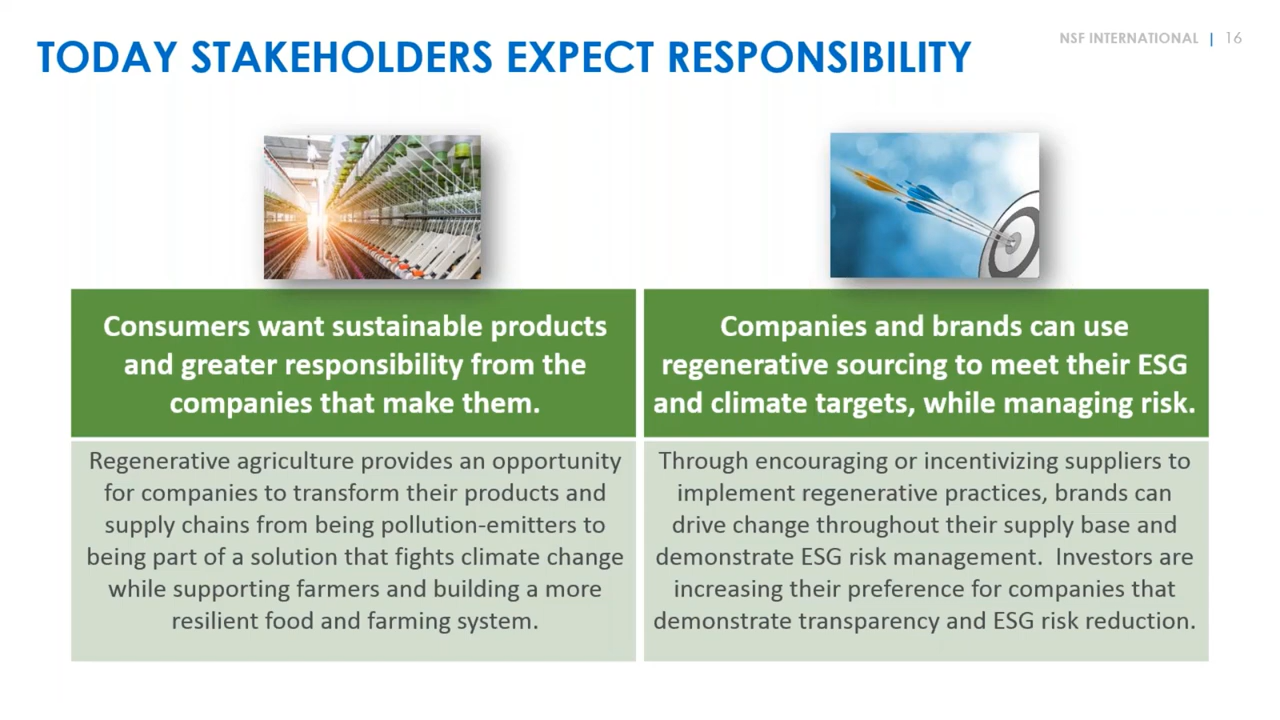 TODAY STAKEHOLDERS EXPECT RESPONSIBILITY
NSF INTERNATIONAL | 16
Consumers want sustainable products
and greater responsibility from the
companies that make them.
Regenerative agriculture provides an opportunity
for companies to transform their products and
supply chains from being pollution-emitters to
being part of a solution that fights climate change
while supporting farmers and building a more
resilient food and farming system.
Companies and brands can use
regenerative sourcing to meet their ESG
and climate targets, while managing risk.
Through encouraging or incentivizing suppliers to
implement regenerative practices, brands can
drive change throughout their supply base and
demonstrate ESG risk management.  Investors are
increasing their preference for companies that
demonstrate transparency and ESG risk reduction.